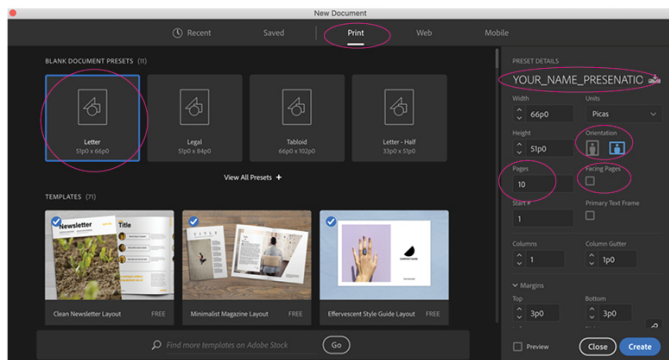 New Document
Recent
Saved
Print
Web
Mobile
BLANK DOCUMENT PRESETS (11)
Letter
51p0 x 66p0
Legal
51p0 x 84p0
Tabloid
66p0 x 102p0
Letter - Half
33p0 x 51p0
View All Presets +
TEMPLATES (71)
Newsletter
Title
Clean Newsletter Layout
FREE
Minimalist Magazine Layout
FREE
Effervescent Style Guide Layout
FREE
Find more templates on Adobe Stock
Go
PRESET DETAILS
YOUR_NAME_PRESENATIC
Width
Units
66p0
Picas
Height
Orientation
51p0
Pages
Facing Pages
10
Start #
Primary Text Frame
1
Columns
Column Gutter
1
1p0
Margins
Top
Bottom
3p0
3p0
Preview
Close
Create